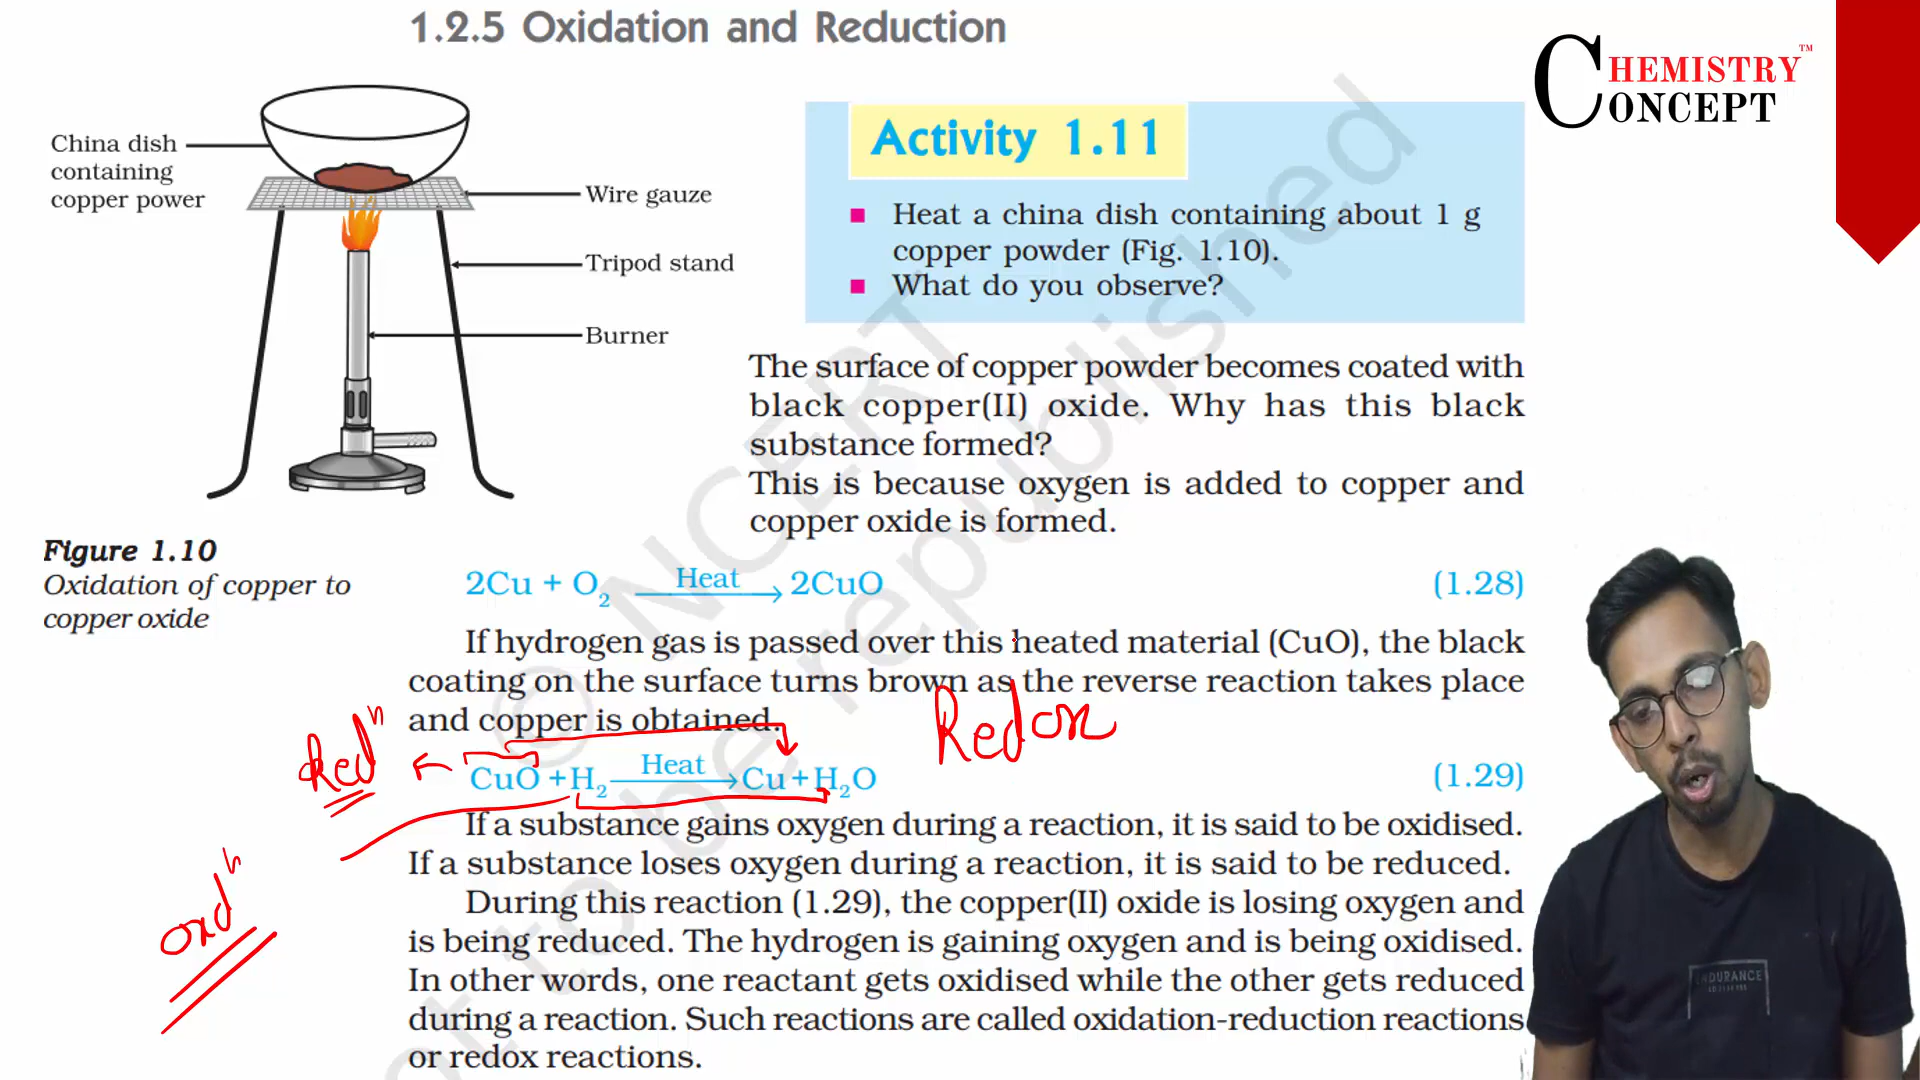 1.2.5 Oxidation and Reduction
CHEMISTRY™
CONCEPT
China dish
containing
copper power
Wire gauze
Tripod stand
Burner
Figure 1.10
Oxidation of copper to
copper oxide
Activity 1.11
■ Heat a china dish containing about 1 g
copper powder (Fig. 1.10).
■ What do you observe?
The surface of copper powder becomes coated with
black copper(II) oxide. Why has this black
substance formed?
This is because oxygen is added to copper and
copper oxide is formed.
2Cu + O₂ Heat → 2CuO (1.28)
If hydrogen gas is passed over this heated material (CuO), the black
coating on the surface turns brown as the reverse reaction takes place
and copper is obtained.
Redⁿ
Redox
CuO + H₂ Heat → Cu + H₂O (1.29)
oxdⁿ
If a substance gains oxygen during a reaction, it is said to be oxidised.
If a substance loses oxygen during a reaction, it is said to be reduced.
During this reaction (1.29), the copper(II) oxide is losing oxygen and
is being reduced. The hydrogen is gaining oxygen and is being oxidised.
In other words, one reactant gets oxidised while the other gets reduced
during a reaction. Such reactions are called oxidation-reduction reactions
or redox reactions.
© NCERT
not to be republished
ENDURANCE